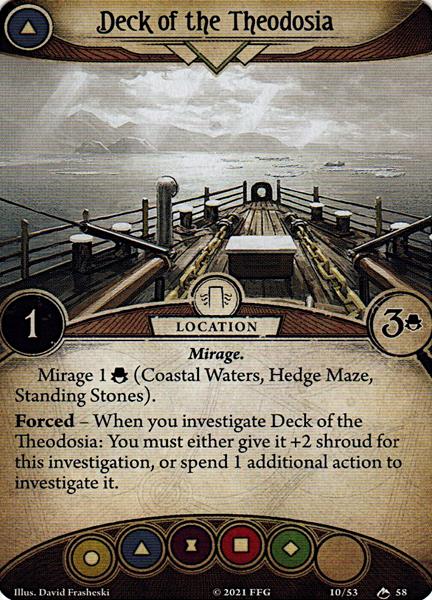 Deck of the Theodosia
1
3
LOCATION
Mirage.
Mirage 1 (Coastal Waters, Hedge Maze,
Standing Stones).
Forced – When you investigate Deck of the
Theodosia: You must either give it +2 shroud for
this investigation, or spend 1 additional action to
investigate it.
Illus. David Frasheski © 2021 FFG 10/53 58